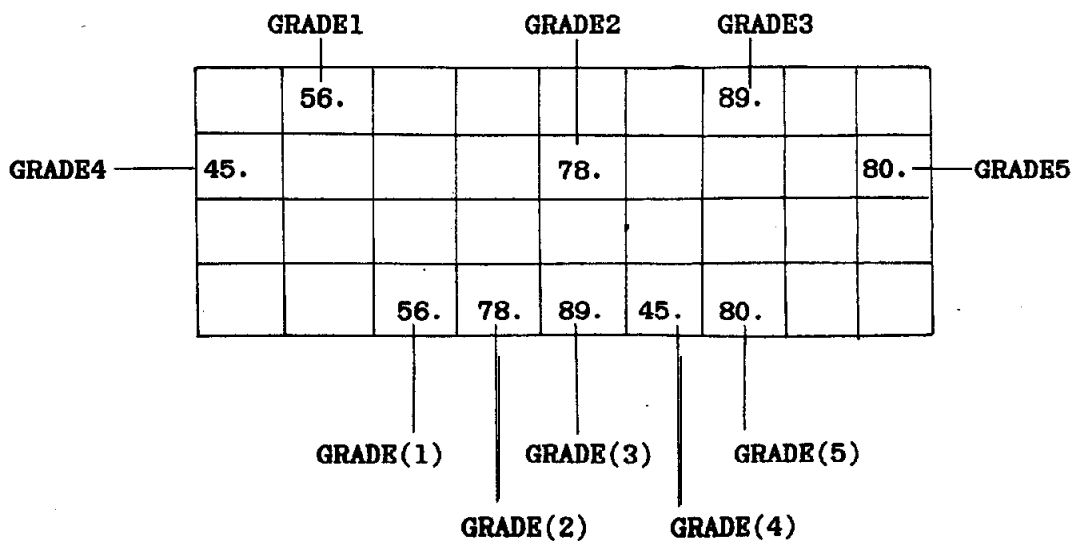 GRADE1 GRADE2 GRADE3
56. 89.
GRADE4 45. 78. 80. GRADE5
56. 78. 89. 45. 80.
GRADE(1) GRADE(3) GRADE(5)
GRADE(2) GRADE(4)